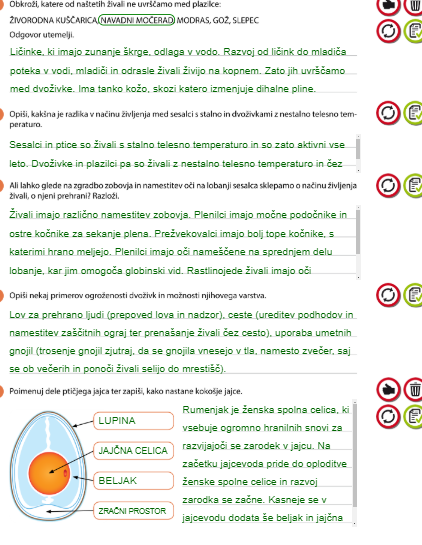 Obkroži, katere od naštetih živali ne uvrščamo med plazilce:
ŽIVORODNA KUŠČARICA, NAVADNI MOČERAD, MODRAS, GOŽ, SLEPEC
Odgovor utemelji.
Ličinke, ki imajo zunanje škrge, odlaga v vodo. Razvoj od ličink do mladiča
poteka v vodi, mladiči in odrasle živali živijo na kopnem. Zato jih uvrščamo
med dvoživke. Ima tanko kožo, skozi katero izmenjuje dihalne pline.
Opiši, kakšna je razlika v načinu življenja med sesalci s stalno in dvoživkami z nestalno telesno tem-
peraturo.
Sesalci in ptice so živali s stalno telesno temperaturo in so zato aktivni vse
leto. Dvoživke in plazilci pa so živali z nestalno telesno temperaturo in čez
Ali lahko glede na zgradbo zobovja in namestitev oči na lobanji sesalca sklepamo o načinu življenja
živali, o njeni prehrani? Razloži.
Živali imajo različno namestitev zobovja. Plenilci imajo močne podočnike in
ostre kočnike za sekanje plena. Prežvekovalci imajo bolj tope kočnike, s
katerimi hrano meljejo. Plenilci imajo oči nameščene na sprednjem delu
lobanje, kar jim omogoča globinski vid. Rastlinojede živali imajo oči
Opiši nekaj primerov ogroženosti dvoživk in možnosti njihovega varstva.
Lov za prehrano ljudi (prepoved lova in nadzor), ceste (ureditev podhodov in
namestitev zaščitnih ograj ter prenašanje živali čez cesto), uporaba umetnih
gnojil (trosenje gnojil zjutraj, da se gnojila vnesejo v tla, namesto zvečer, saj
se ob večerih in ponoči živali selijo do mrestišč).
Poimenuj dele ptičjega jajca ter zapiši, kako nastane kokošje jajce.
LUPINA
JAJČNA CELICA
BELJAK
ZRAČNI PROSTOR
Rumenjak je ženska spolna celica, ki
vsebuje ogromno hranilnih snovi za
razvijajoči se zarodek v jajcu. Na
začetku jajcevoda pride do oploditve
ženske spolne celice in razvoj
zarodka se začne. Kasneje se v
jajcevodu dodata še beljak in jajčna